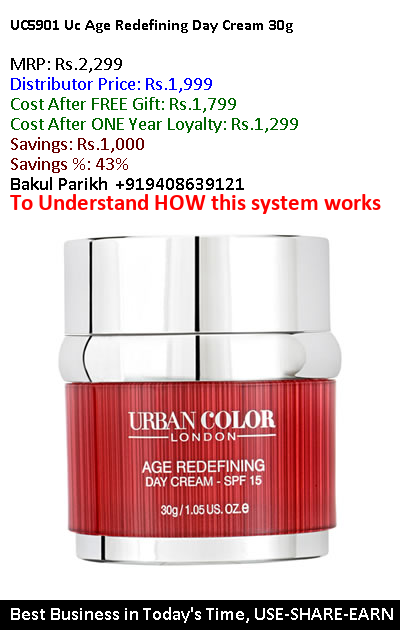 UC5901 Uc Age Redefining Day Cream 30g
MRP: Rs.2,299
Distributor Price: Rs.1,999
Cost After FREE Gift: Rs.1,799
Cost After ONE Year Loyalty: Rs.1,299
Savings: Rs.1,000
Savings %: 43%
Bakul Parikh +919408639121
To Understand HOW this system works
URBAN COLOR
LONDON
AGE REDEFINING
DAY CREAM - SPF 15
30g / 1.05 US. OZ.e
Best Business in Today's Time, USE-SHARE-EARN